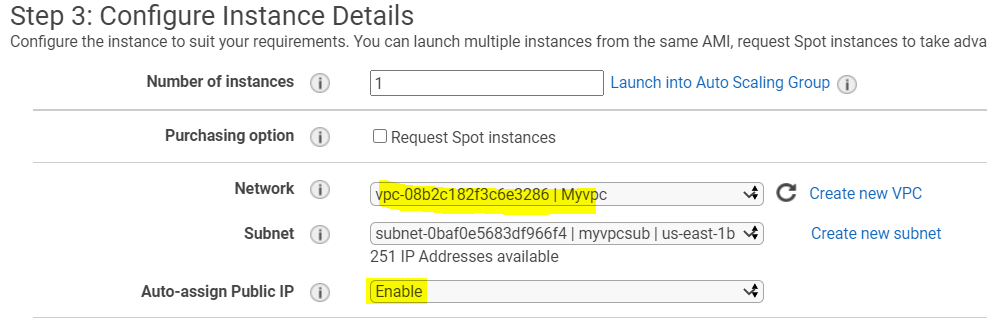 Step 3: Configure Instance Details
Configure the instance to suit your requirements. You can launch multiple instances from the same AMI, request Spot instances to take adva
Number of instances i 1 Launch into Auto Scaling Group i
Purchasing option i Request Spot instances
Network i vpc-08b2c182f3c6e3286 | Myvpc Create new VPC
Subnet i subnet-0baf0e5683df966f4 | myvpcsub | us-east-1b Create new subnet
251 IP Addresses available
Auto-assign Public IP i Enable